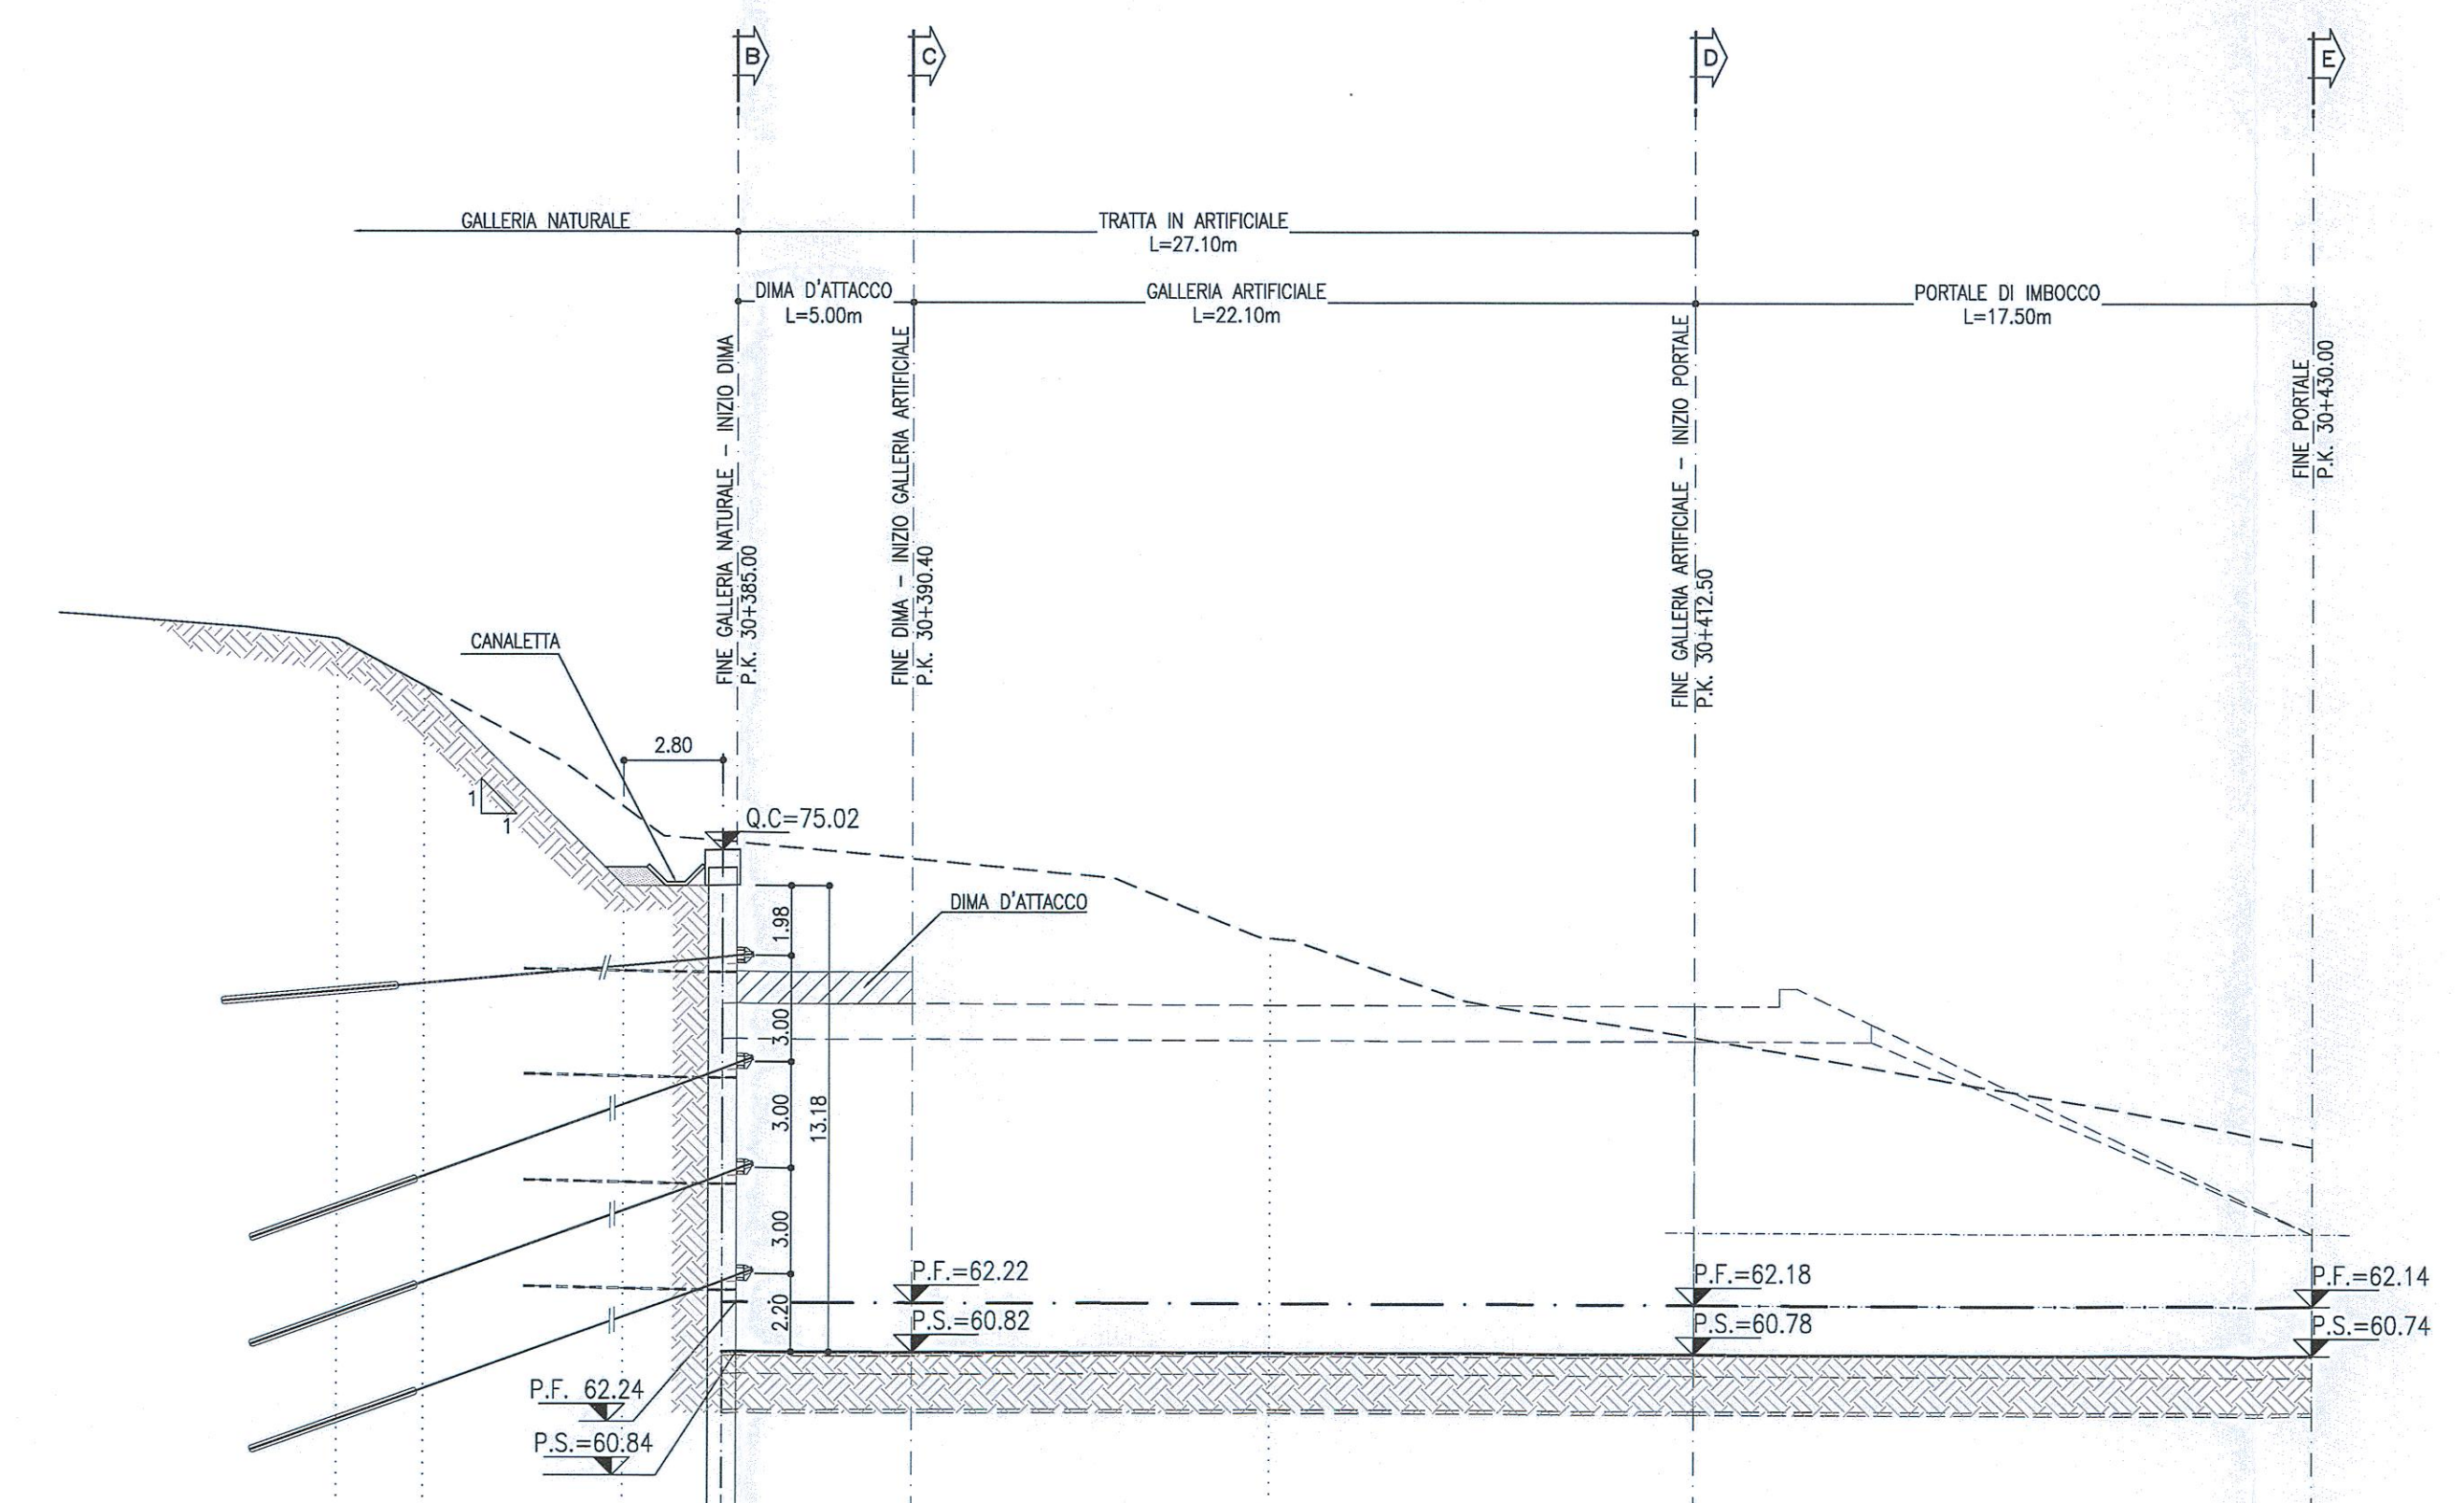 B
C
D
E
GALLERIA NATURALE
TRATTA IN ARTIFICIALE
L=27.10m
DIMA D'ATTACCO
L=5.00m
GALLERIA ARTIFICIALE
L=22.10m
PORTALE DI IMBOCCO
L=17.50m
FINE GALLERIA NATURALE - INIZIO DIMA
P.K. 30+385.00
FINE DIMA - INIZIO GALLERIA ARTIFICIALE
P.K. 30+390.40
FINE GALLERIA ARTIFICIALE - INIZIO PORTALE
P.K. 30+412.50
FINE PORTALE
P.K. 30+430.00
CANALETTA
2.80
1
1
Q.C=75.02
DIMA D'ATTACCO
1.98
3.00
3.00
13.18
3.00
2.20
P.F.=62.22
P.S.=60.82
P.F.=62.18
P.S.=60.78
P.F.=62.14
P.S.=60.74
P.F. 62.24
P.S.=60.84